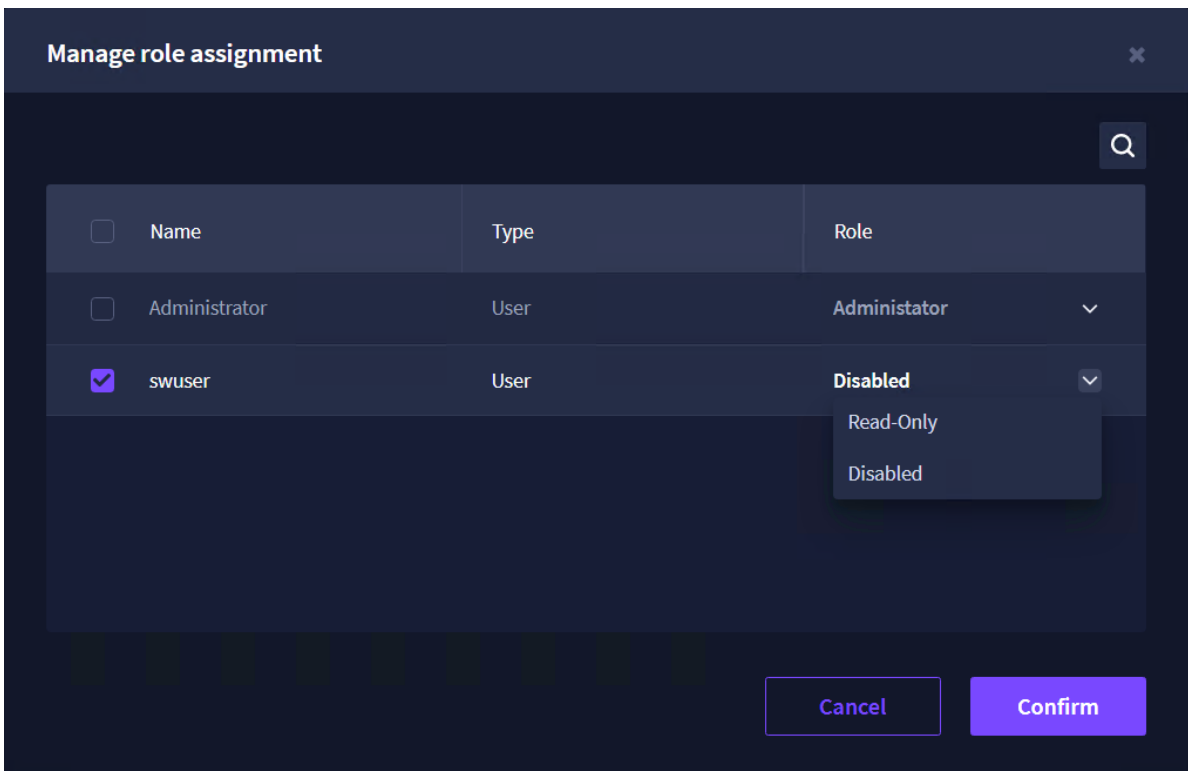 Manage role assignment
Name Type Role
Administrator User Administator
swuser User Disabled
Read-Only
Disabled
Cancel Confirm